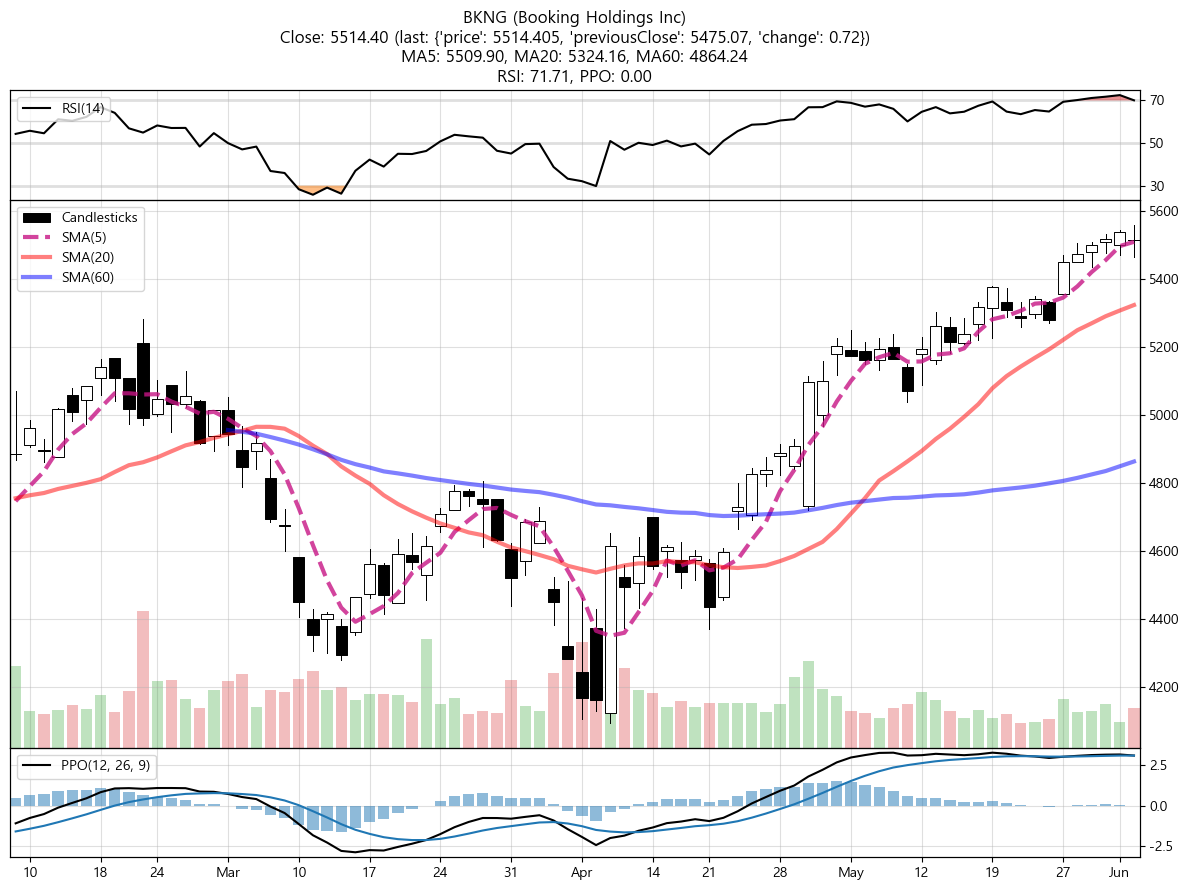 BKNG (Booking Holdings Inc)
Close: 5514.40 (last: {'price': 5514.405, 'previousClose': 5475.07, 'change': 0.72})
MA5: 5509.90, MA20: 5324.16, MA60: 4864.24
RSI: 71.71, PPO: 0.00
RSI(14)
70
50
30
Candlesticks
SMA(5)
SMA(20)
SMA(60)
5600
5400
5200
5000
4800
4600
4400
4200
PPO(12, 26, 9)
2.5
0.0
−2.5
10 18 24 Mar 10 17 24 31 Apr 14 21 28 May 12 19 27 Jun